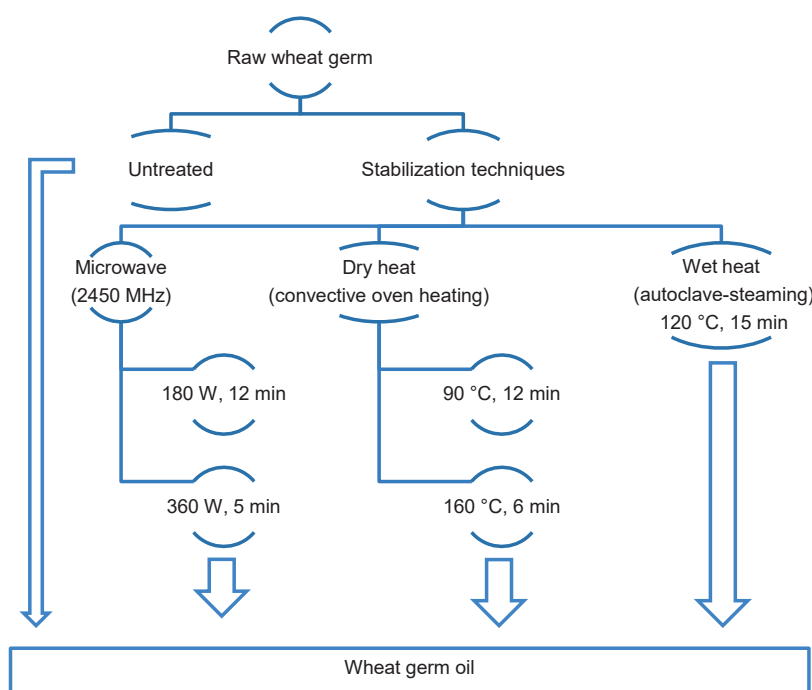 Raw wheat germ
Untreated
Stabilization techniques
Microwave
(2450 MHz)
Dry heat
(convective oven heating)
Wet heat
(autoclave-steaming)
120 °C, 15 min
180 W, 12 min
90 °C, 12 min
360 W, 5 min
160 °C, 6 min
Wheat germ oil